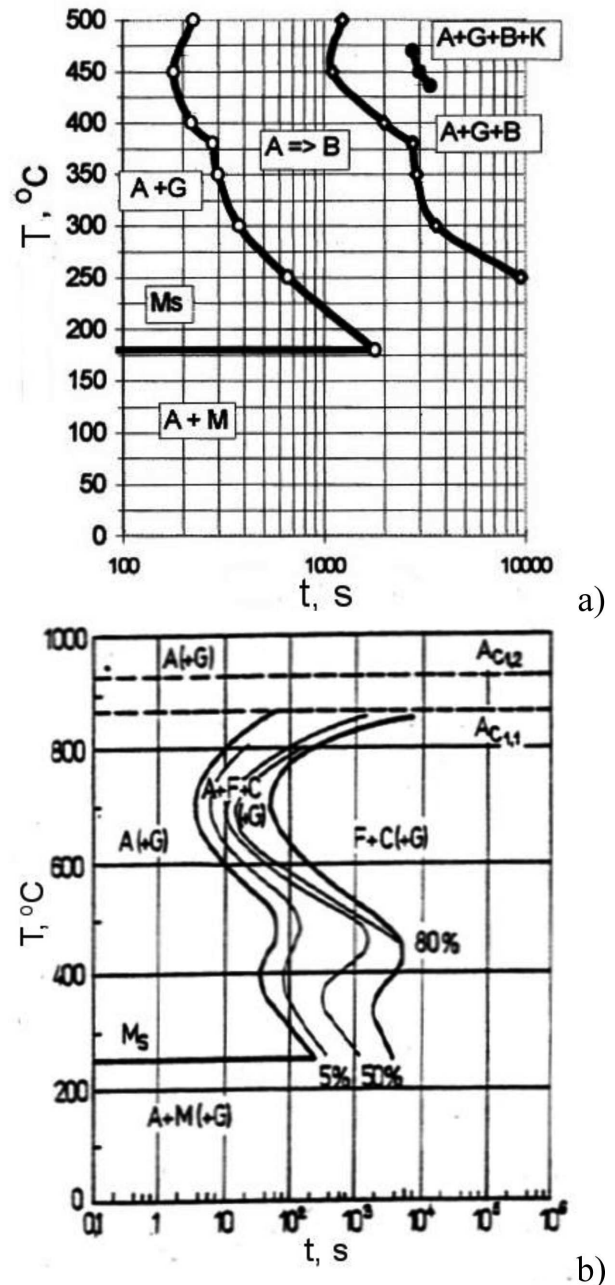 500
450
400
350
300
250
200
150
100
50
0
T, °C
A+G+B+K
A+G+B
A => B
A +G
Ms
A + M
100
1000
10000
t, s
a)
1000
800
600
400
200
0
T, °C
A(+G)
AC1,2
AC1,1
A+F+C
(+G)
A(+G)
F+C(+G)
80%
MS
5%
50%
A+M(+G)
0,1
1
10
10²
10³
10⁴
10⁵
10⁶
t, s
b)